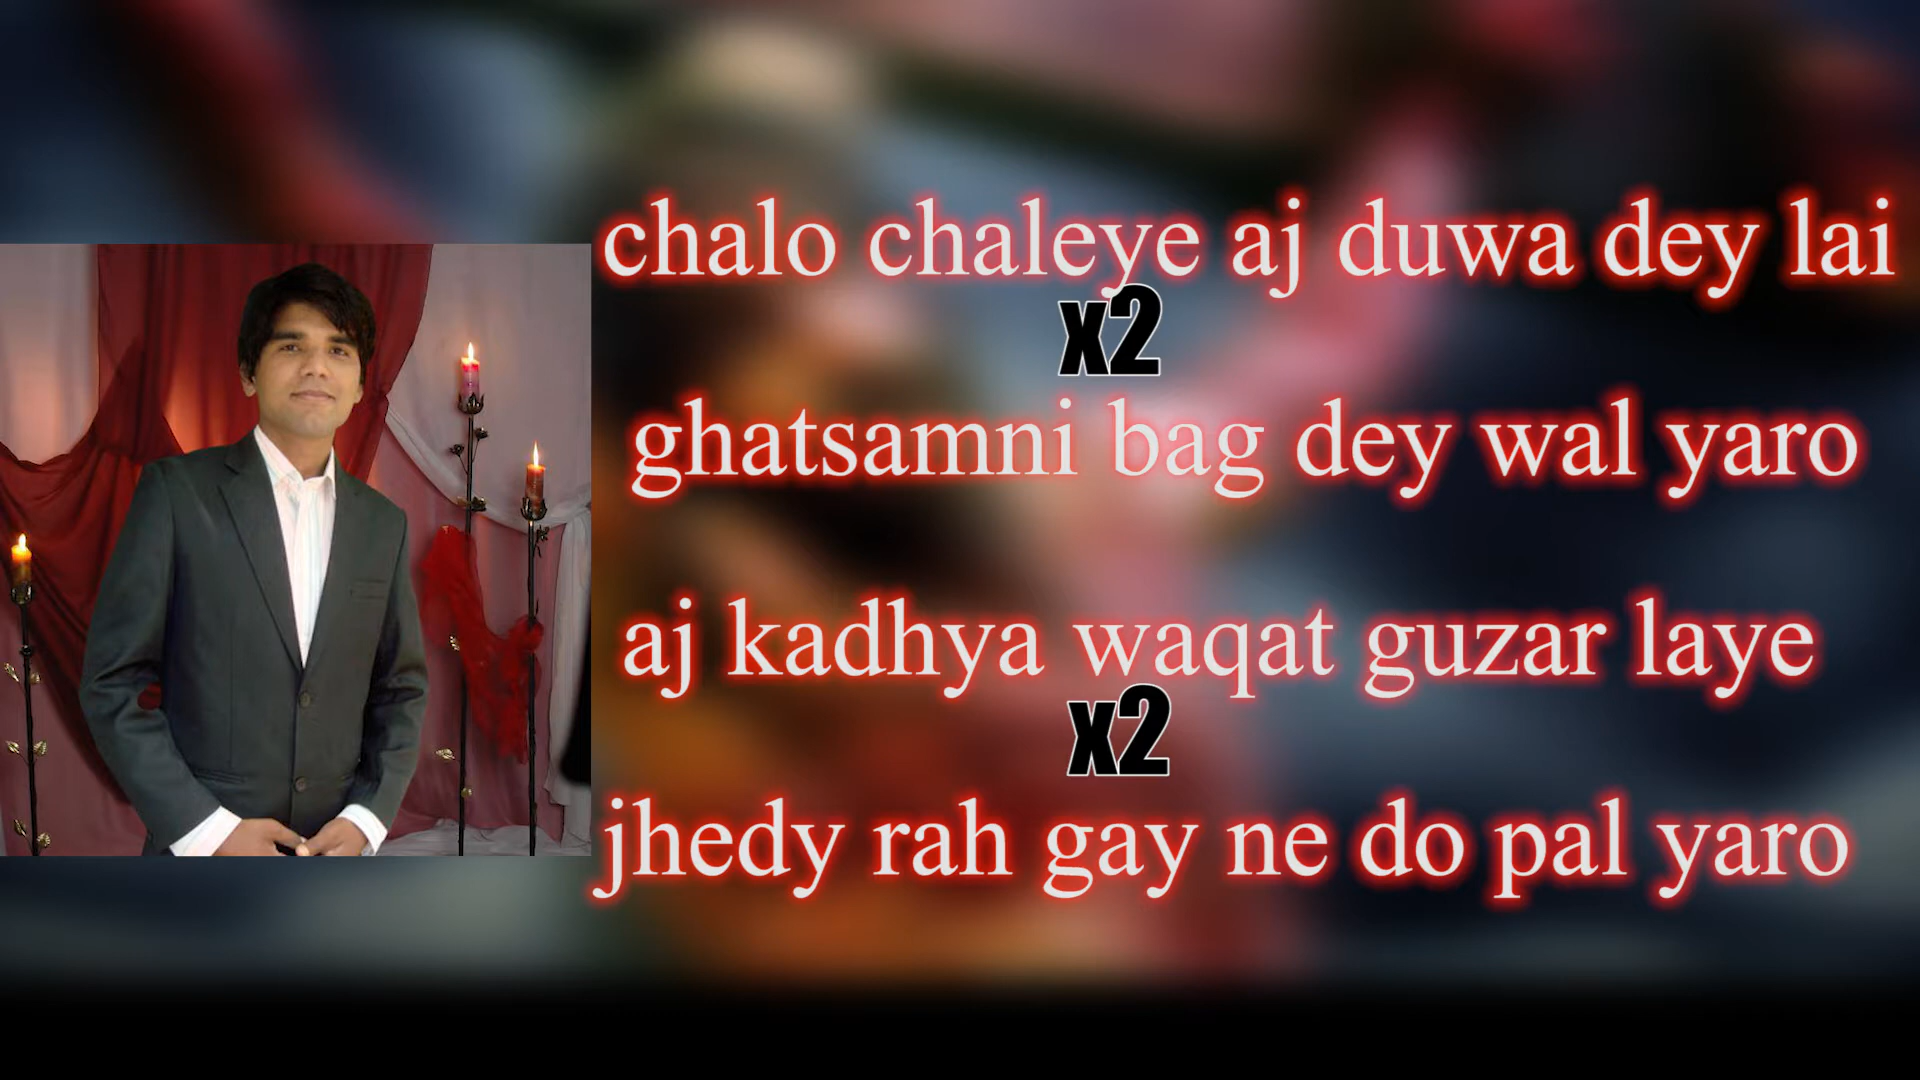 chalo chaleye aj duwa dey lai
x2
ghatsamni bag dey wal yaro
aj kadhya waqat guzar laye
x2
jhedy rah gay ne do pal yaro